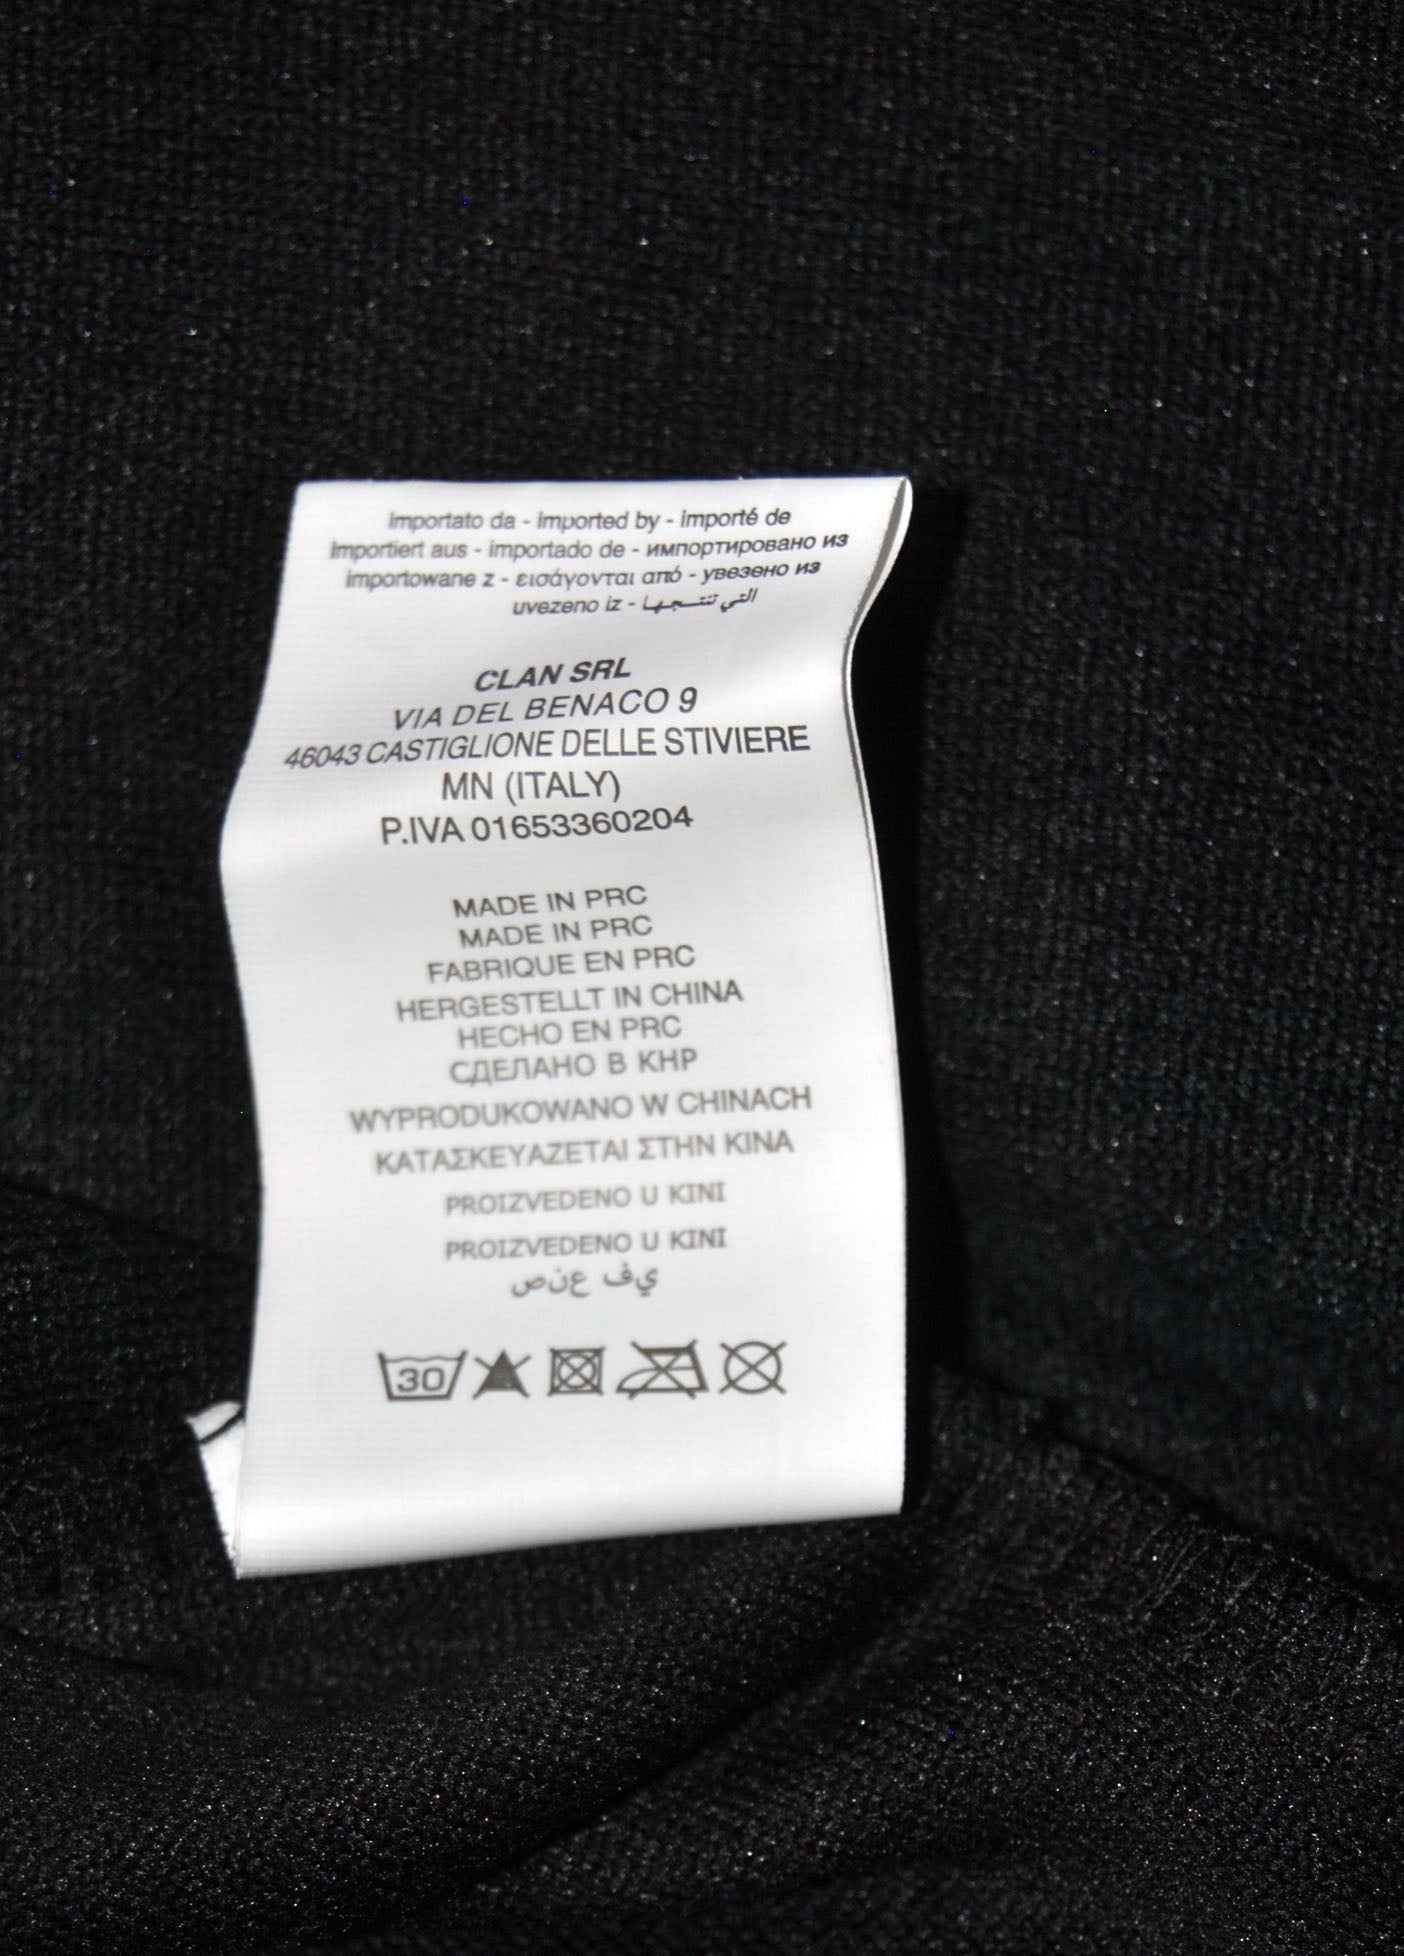 importato da - imported by - importé de
importiert aus - importado de - импортировано из
importowane z - εισάγονται από - увезено из
uvezeno iz - التي تنتجها
CLAN SRL
VIA DEL BENACO 9
46043 CASTIGLIONE DELLE STIVIERE
MN (ITALY)
P.IVA 01653360204
MADE IN PRC
MADE IN PRC
FABRIQUE EN PRC
HERGESTELLT IN CHINA
HECHO EN PRC
СДЕЛАНО В КНР
WYPRODUKOWANO W CHINACH
ΚΑΤΑΣΚΕΥΑΖΕΤΑΙ ΣΤΗΝ ΚΙΝΑ
PROIZVEDENO U KINI
PROIZVEDENO U KINI
30